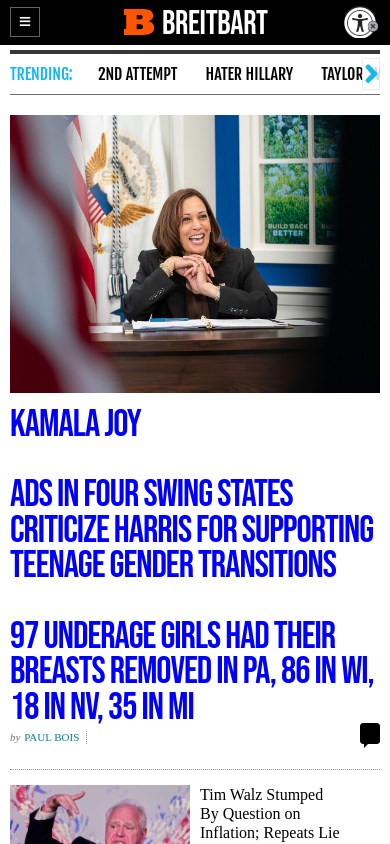 BREITBART
TRENDING: 2ND ATTEMPT HATER HILLARY TAYLOR
BUILD BACK
BETTER
KAMALA JOY
ADS IN FOUR SWING STATES
CRITICIZE HARRIS FOR SUPPORTING
TEENAGE GENDER TRANSITIONS
97 UNDERAGE GIRLS HAD THEIR
BREASTS REMOVED IN PA, 86 IN WI,
18 IN NV, 35 IN MI
by PAUL BOIS
Tim Walz Stumped
By Question on
Inflation; Repeats Lie